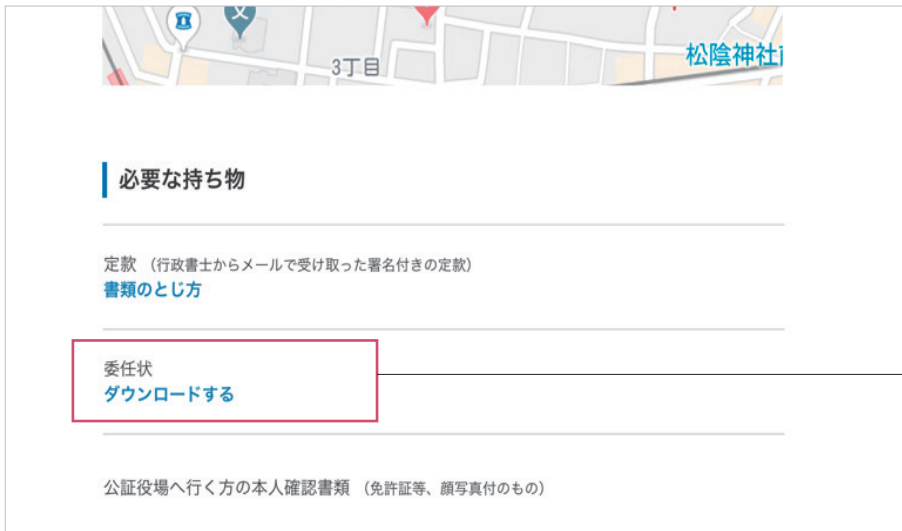 文
3丁目
松陰神社
必要な持ち物
定款 （行政書士からメールで受け取った署名付きの定款）
書類のとじ方
委任状
ダウンロードする
公証役場へ行く方の本人確認書類 （免許証等、顔写真付のもの）